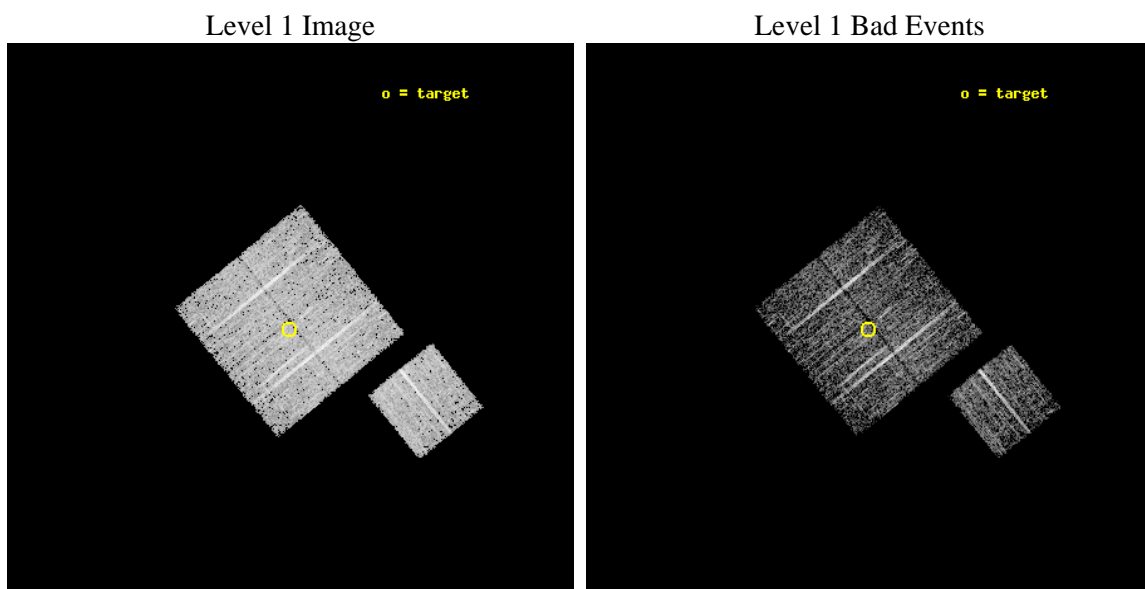 Level 1 Image
Level 1 Bad Events
o = target
o = target